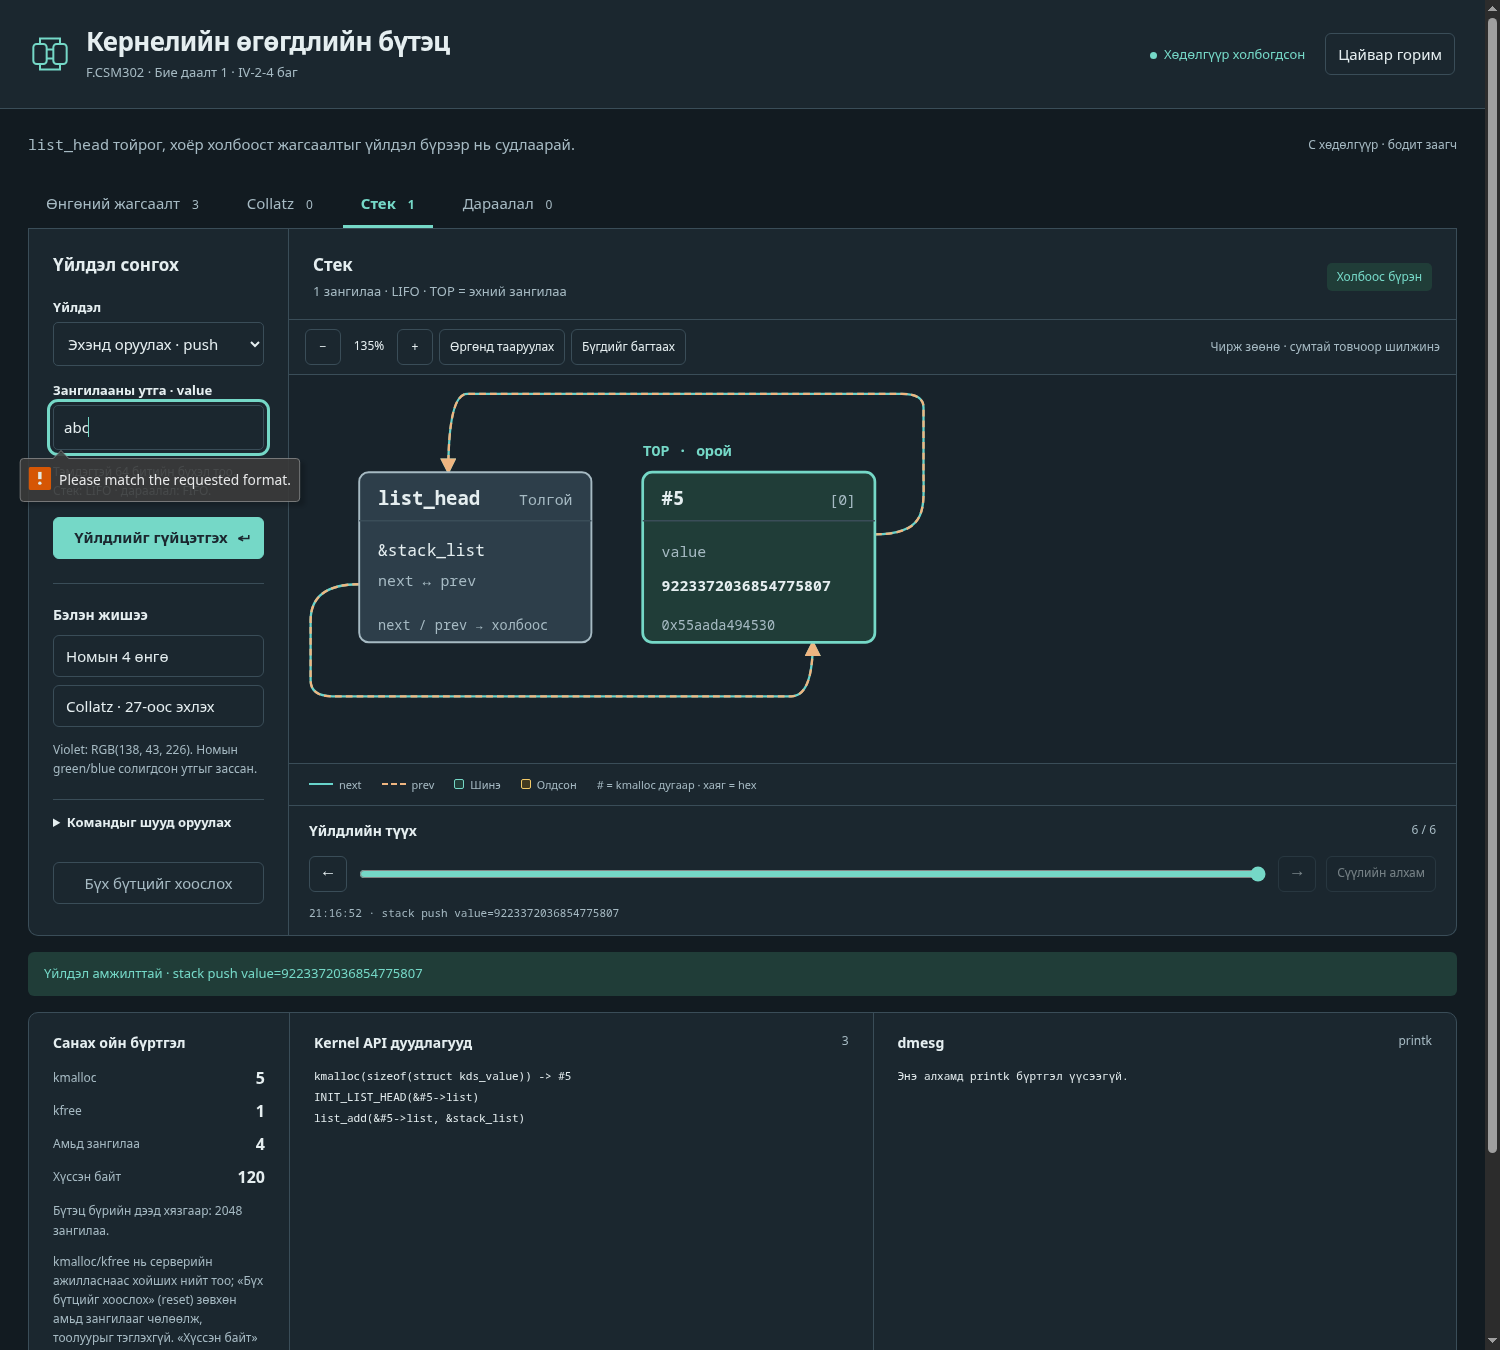 Кернелийн өгөгдлийн бүтэц
F.CSM302 · Бие даалт 1 · IV-2-4 баг
Хөдөлгүүр холбогдсон
Цайвар горим
list_head тойрог, хоёр холбоост жагсаалтыг үйлдэл бүрээр нь судлаарай.
C хөдөлгүүр · бодит заагч
Өнгөний жагсаалт 3
Collatz 0
Стек 1
Дараалал 0
Үйлдэл сонгох
Үйлдэл
Эхэнд оруулах · push
Зангилааны утга · value
abc
Please match the requested format.
Үйлдлийг гүйцэтгэх ↵
Бэлэн жишээ
Номын 4 өнгө
Collatz · 27-оос эхлэх
Violet: RGB(138, 43, 226). Номын
green/blue солигдсон утгыг зассан.
▶ Командыг шууд оруулах
Бүх бүтцийг хоослох
Стек
1 зангилаа · LIFO · TOP = эхний зангилаа
Холбоос бүрэн
− 135% + Өргөнд тааруулах Бүгдийг багтаах
Чирж зөөнө · сумтай товчоор шилжинэ
TOP · орой
list_head Толгой
&stack_list
next ↔ prev
next / prev → холбоос
#5 [0]
value
9223372036854775807
0x55aada494530
next prev Шинэ Олдсон # = kmalloc дугаар · хаяг = hex
Үйлдлийн түүх
6 / 6
← → Сүүлийн алхам
21:16:52 · stack push value=9223372036854775807
Үйлдэл амжилттай · stack push value=9223372036854775807
Санах ойн бүртгэл
kmalloc 5
kfree 1
Амьд зангилаа 4
Хүссэн байт 120
Бүтэц бүрийн дээд хязгаар: 2048
зангилаа.
kmalloc/kfree нь серверийн
ажилласнаас хойших нийт тоо; «Бүх
бүтцийг хоослох» (reset) зөвхөн
амьд зангилааг чөлөөлж,
тоолуурыг тэглэхгүй. «Хүссэн байт»
Kernel API дуудлагууд
3
kmalloc(sizeof(struct kds_value)) -> #5
INIT_LIST_HEAD(&#5->list)
list_add(&#5->list, &stack_list)
dmesg
printk
Энэ алхамд printk бүртгэл үүсээгүй.